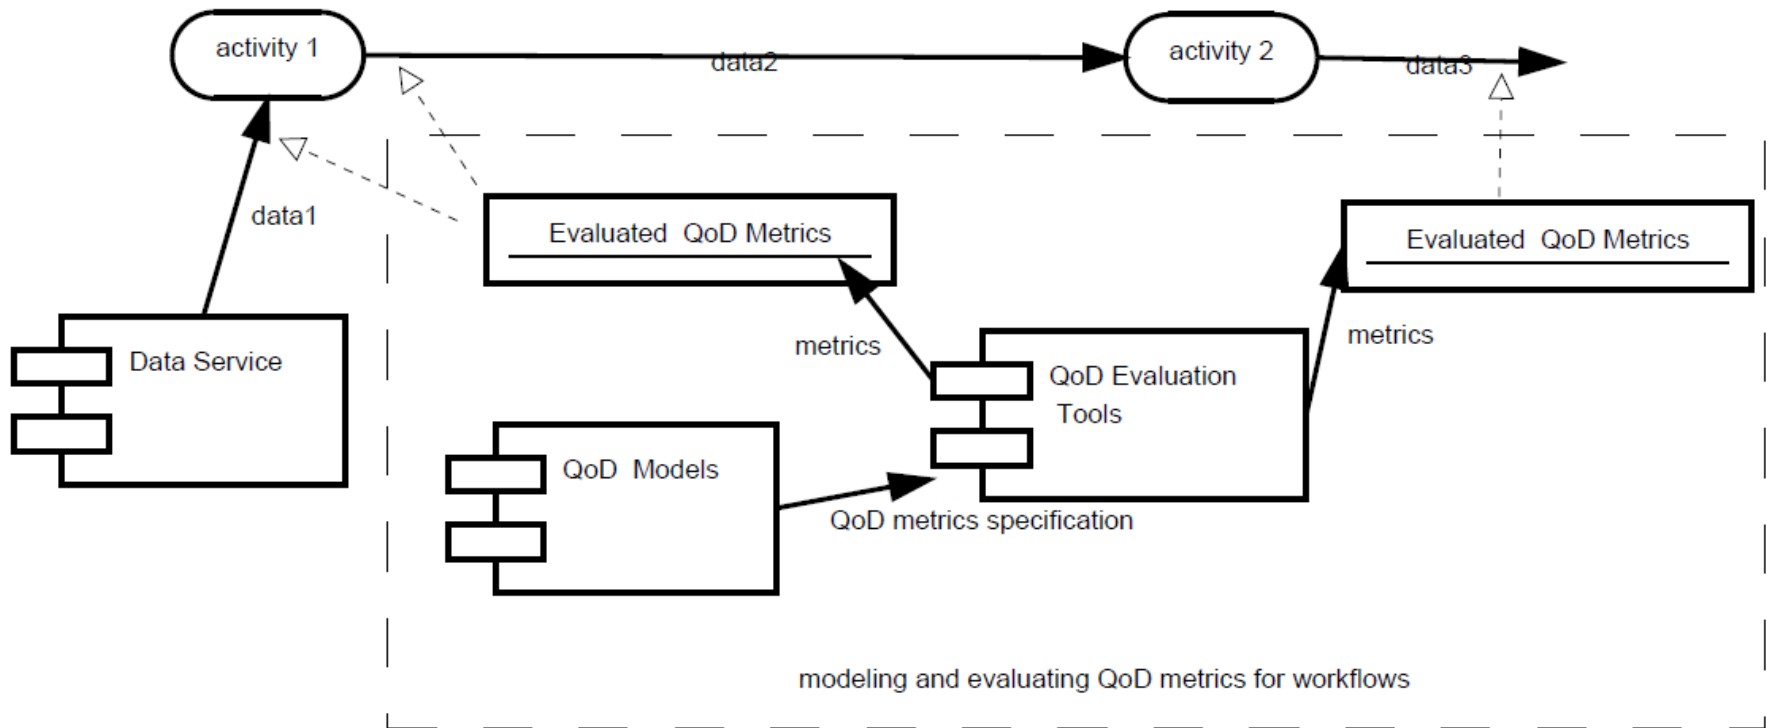 activity 1
data2
activity 2
data3
data1
Evaluated QoD Metrics
Evaluated QoD Metrics
metrics
metrics
Data Service
QoD Evaluation
Tools
QoD Models
QoD metrics specification
modeling and evaluating QoD metrics for workflows